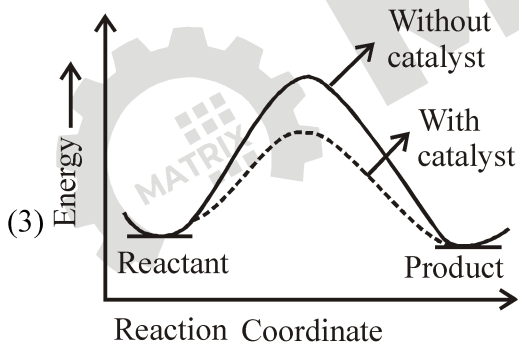 Without
catalyst
With
catalyst
MATRIX
(3)
Energy
Reactant
Product
Reaction Coordinate